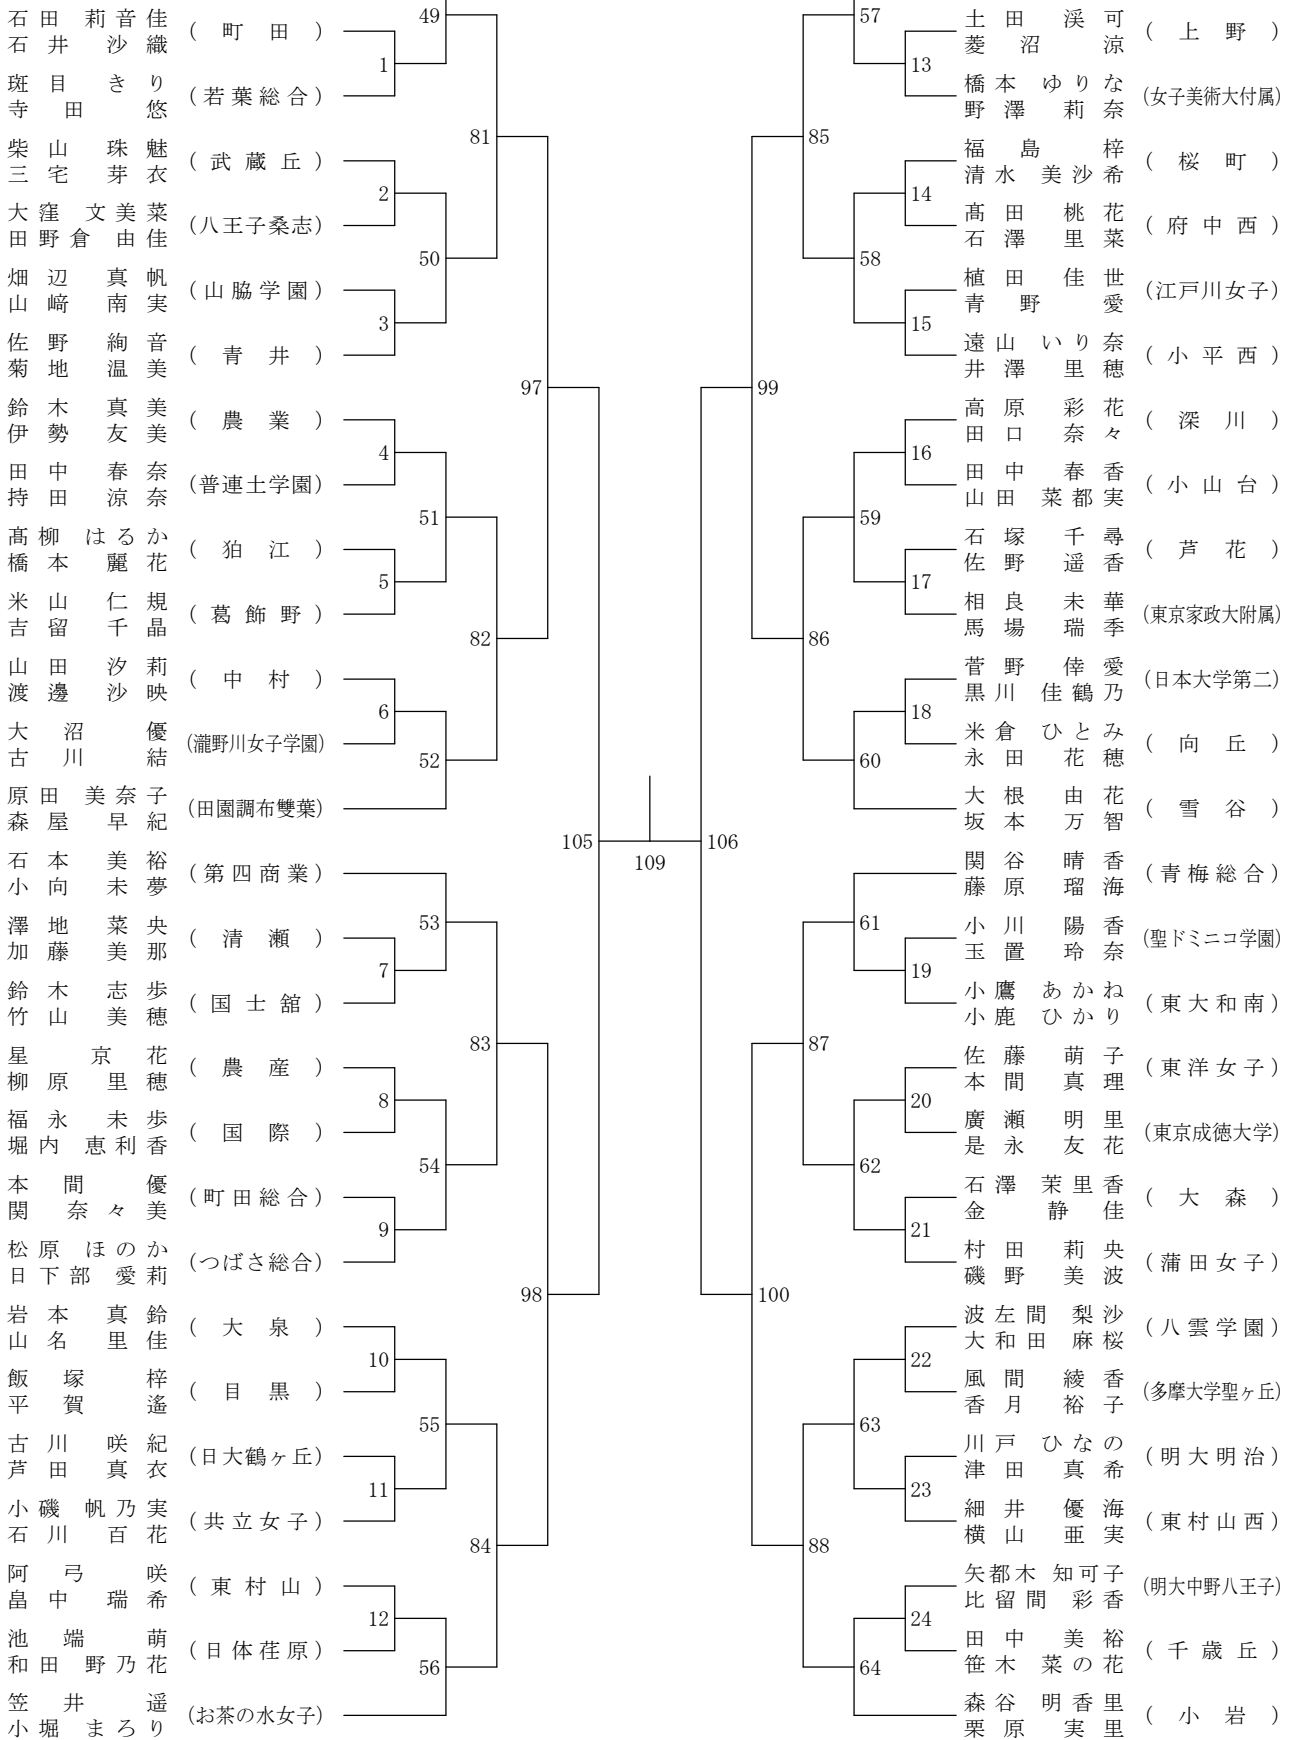 石田 莉音佳
石井 沙織
(町田)
斑目 きり
寺田 悠
(若葉総合)
柴山 珠魅
三宅 芽衣
(武蔵丘)
大窪 文美菜
田野倉 由佳
(八王子桑志)
畑辺 真帆
山﨑 南実
(山脇学園)
佐野 絢音
菊地 温美
(青井)
鈴木 真美
伊勢 友美
(農業)
田中 春奈
持田 涼奈
(普連土学園)
髙柳 はるか
橋本 麗花
(狛江)
米山 仁規
吉留 千晶
(葛飾野)
山田 汐莉
渡邊 沙映
(中村)
大沼 優
古川 結
(瀧野川女子学園)
原田 美奈子
森屋 早紀
(田園調布雙葉)
石本 美裕
小向 未夢
(第四商業)
澤地 菜央
加藤 美那
(清瀬)
鈴木 志歩
竹山 美穂
(国士舘)
星 京花
柳原 里穂
(農産)
福永 未歩
堀内 恵利香
(国際)
本間 優
関 奈々美
(町田総合)
松原 ほのか
日下部 愛莉
(つばさ総合)
岩本 真鈴
山名 里佳
(大泉)
飯塚 梓
平賀 遙
(目黒)
古川 咲紀
芦田 真衣
(日大鶴ヶ丘)
小磯 帆乃実
石川 百花
(共立女子)
阿弓 咲
畠中 瑞希
(東村山)
池端 萌
和田 野乃花
(日体荏原)
笠井 遥
小堀 まろり
(お茶の水女子)
1
2
3
4
5
6
7
8
9
10
11
12
49
50
51
52
53
54
55
56
81
82
83
84
97
98
105
109
106
99
100
85
86
87
88
57
58
59
60
61
62
63
64
13
14
15
16
17
18
19
20
21
22
23
24
土田 渓可
菱沼 涼
(上野)
橋本 ゆりな
野澤 莉奈
(女子美術大付属)
福島 梓
清水 美沙希
(桜町)
髙田 桃花
石澤 里菜
(府中西)
植田 佳世
青野 愛
(江戸川女子)
遠山 いり奈
井澤 里穂
(小平西)
高原 彩花
田口 奈々
(深川)
田中 春香
山田 菜都実
(小山台)
石塚 千尋
佐野 遥香
(芦花)
相良 未華
馬場 瑞季
(東京家政大附属)
菅野 倖愛
黒川 佳鶴乃
(日本大学第二)
米倉 ひとみ
永田 花穂
(向丘)
大根 由花
坂本 万智
(雪谷)
関谷 晴香
藤原 瑠海
(青梅総合)
小川 陽香
玉置 玲奈
(聖ドミニコ学園)
小鷹 あかね
小鹿 ひかり
(東大和南)
佐藤 萌子
本間 真理
(東洋女子)
廣瀬 明里
是永 友花
(東京成徳大学)
石澤 茉里香
金 静佳
(大森)
村田 莉央
磯野 美波
(蒲田女子)
波左間 梨沙
大和田 麻桜
(八雲学園)
風間 綾香
香月 裕子
(多摩大学聖ヶ丘)
川戸 ひなの
津田 真希
(明大明治)
細井 優海
横山 亜実
(東村山西)
矢都木 知可子
比留間 彩香
(明大中野八王子)
田中 美裕
笹木 菜の花
(千歳丘)
森谷 明香里
栗原 実里
(小岩)